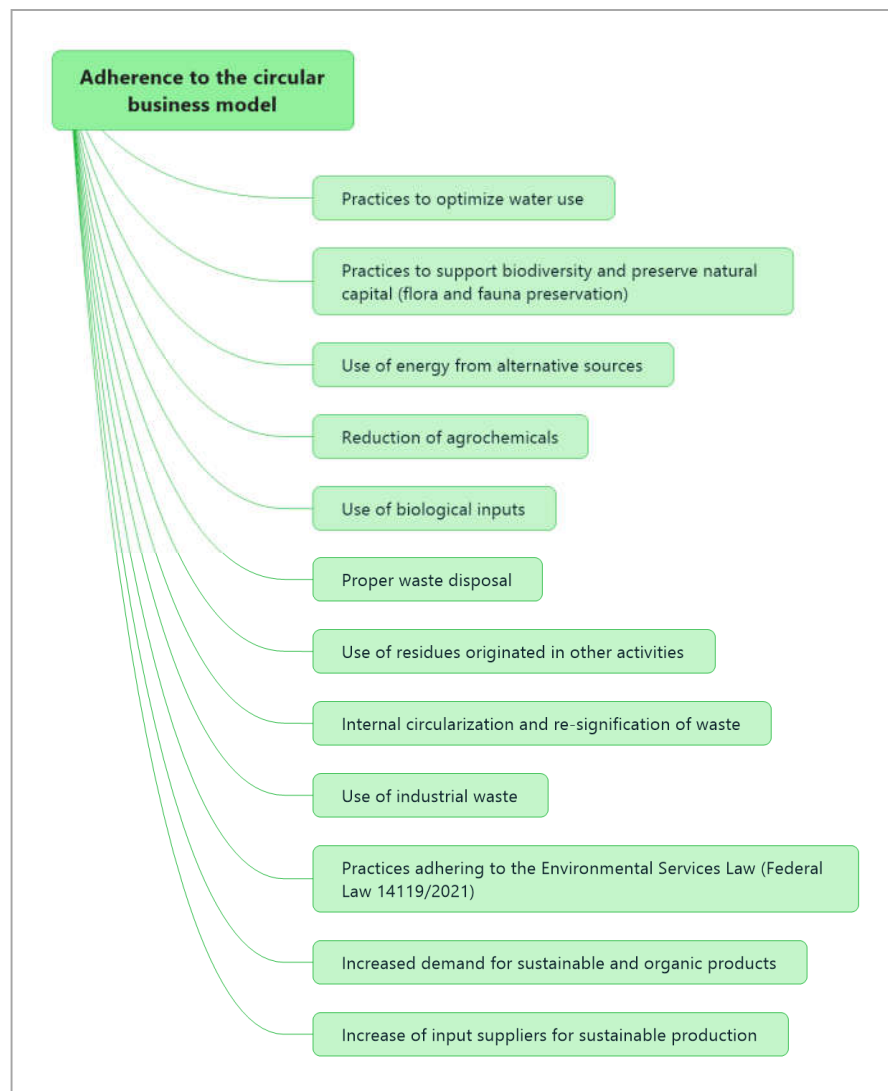 Adherence to the circular
business model
Practices to optimize water use
Practices to support biodiversity and preserve natural
capital (flora and fauna preservation)
Use of energy from alternative sources
Reduction of agrochemicals
Use of biological inputs
Proper waste disposal
Use of residues originated in other activities
Internal circularization and re-signification of waste
Use of industrial waste
Practices adhering to the Environmental Services Law (Federal
Law 14119/2021)
Increased demand for sustainable and organic products
Increase of input suppliers for sustainable production